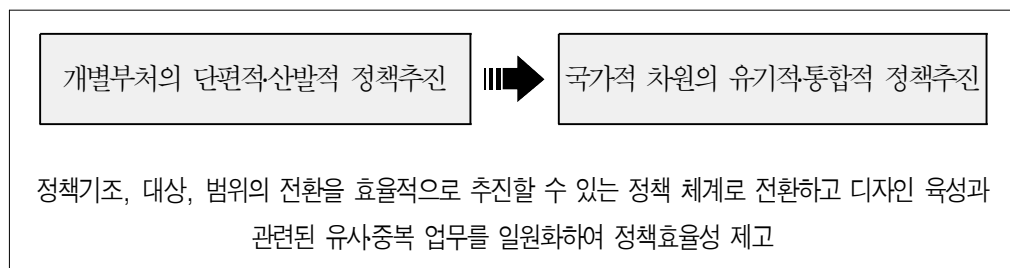 개별부처의 단편적·산발적 정책추진
국가적 차원의 유기적·통합적 정책추진
정책기조, 대상, 범위의 전환을 효율적으로 추진할 수 있는 정책 체계로 전환하고 디자인 육성과
관련된 유사·중복 업무를 일원화하여 정책효율성 제고